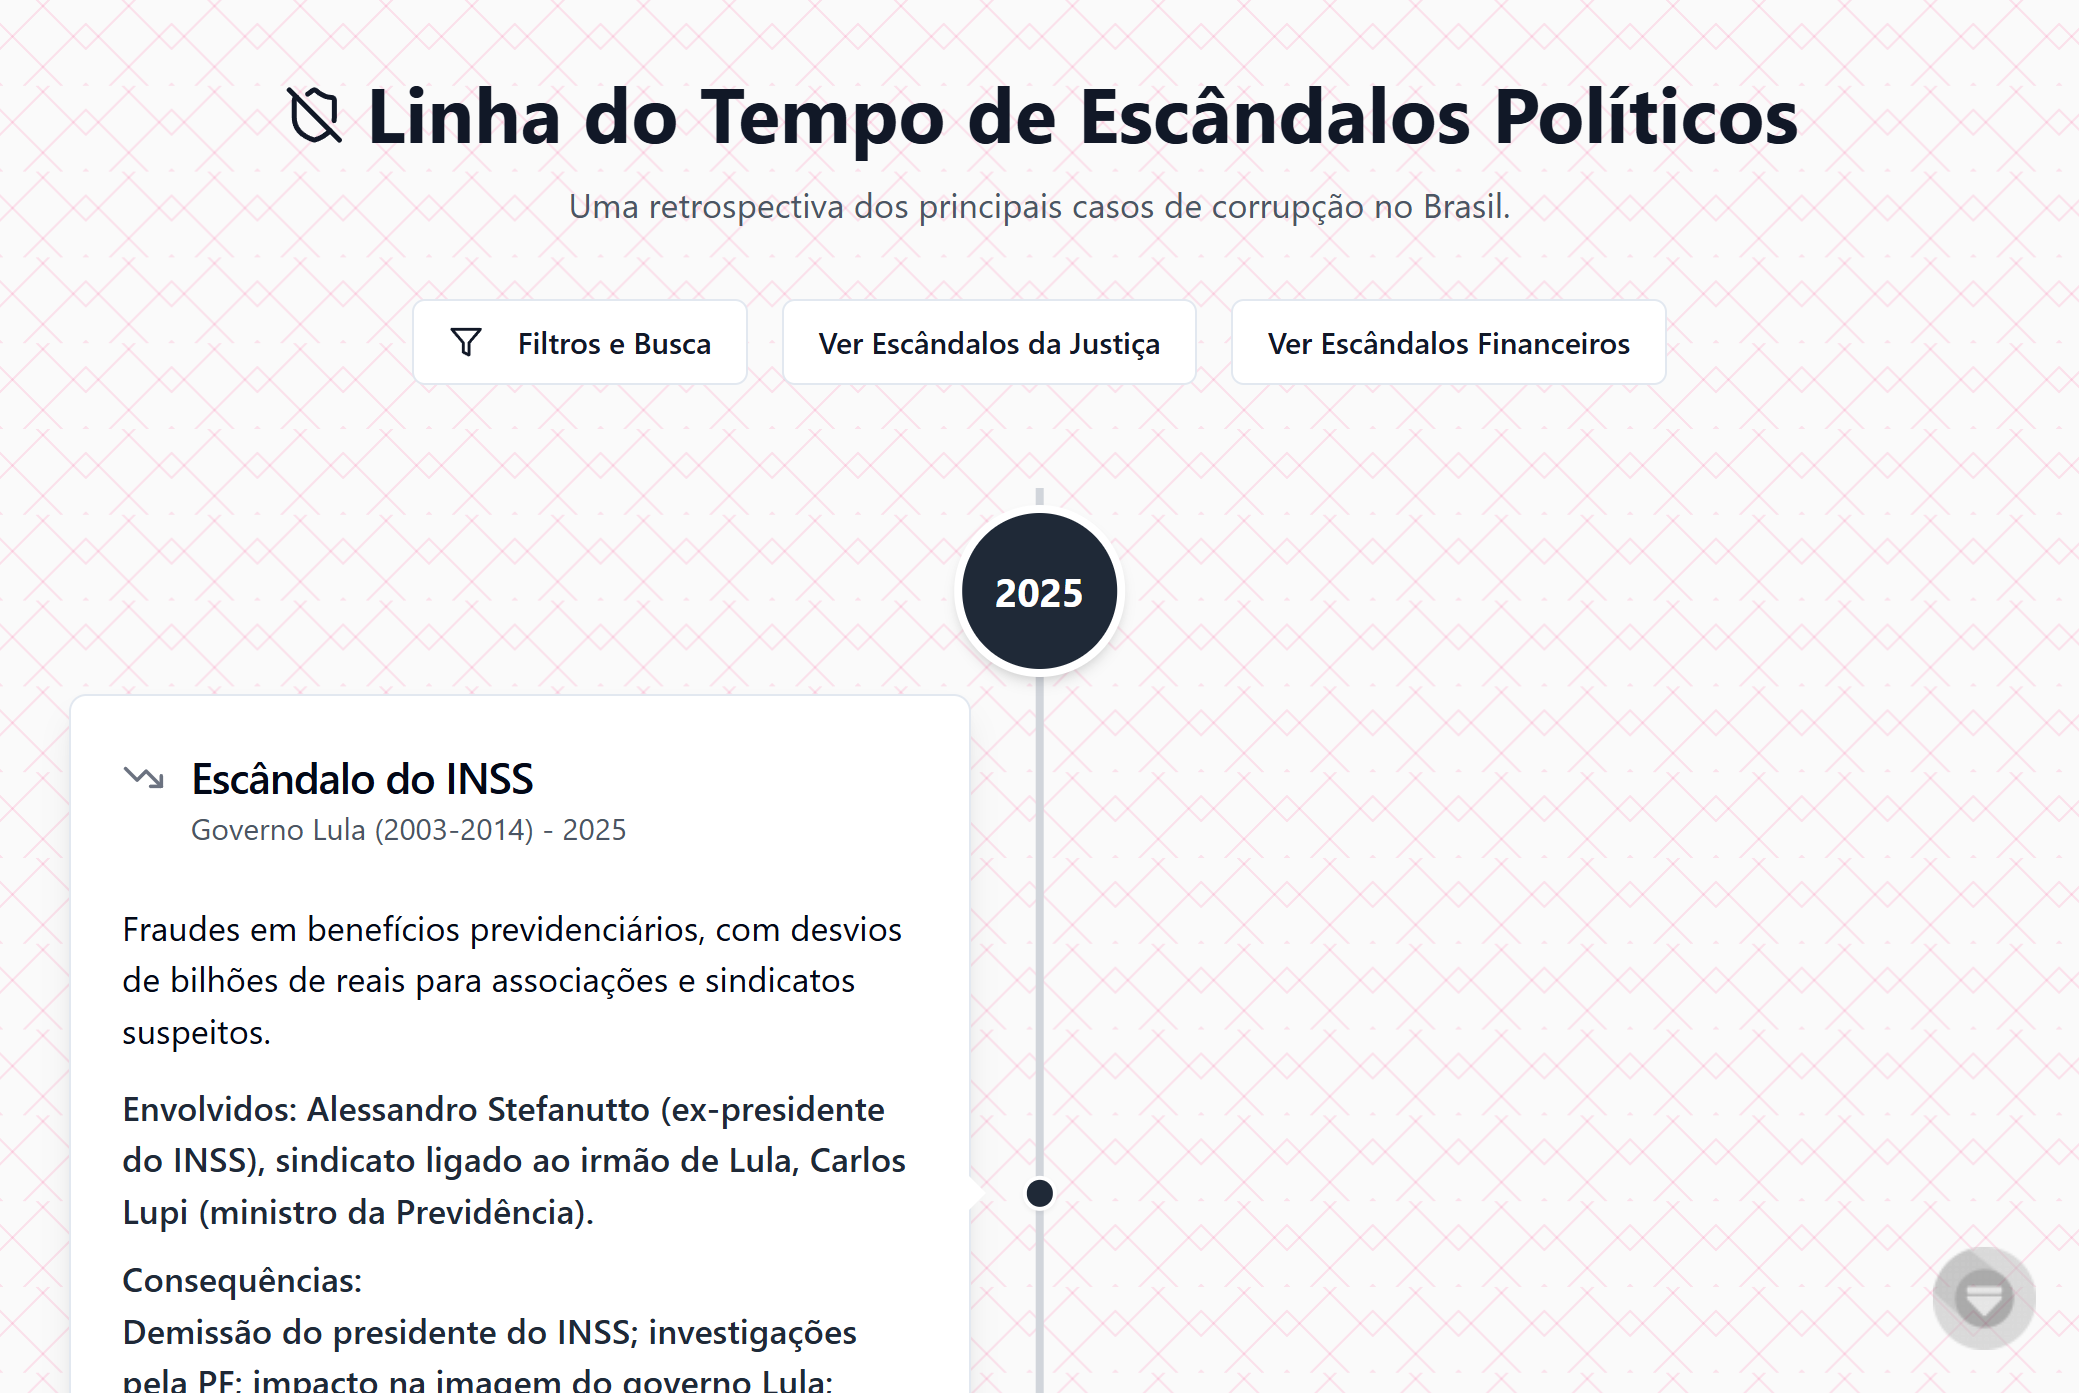 Linha do Tempo de Escândalos Políticos
Uma retrospectiva dos principais casos de corrupção no Brasil.
Filtros e Busca
Ver Escândalos da Justiça
Ver Escândalos Financeiros
2025
Escândalo do INSS
Governo Lula (2003-2014) - 2025
Fraudes em benefícios previdenciários, com desvios
de bilhões de reais para associações e sindicatos
suspeitos.
Envolvidos: Alessandro Stefanutto (ex-presidente
do INSS), sindicato ligado ao irmão de Lula, Carlos
Lupi (ministro da Previdência).
Consequências:
Demissão do presidente do INSS; investigações
pela PF; impacto na imagem do governo Lula;